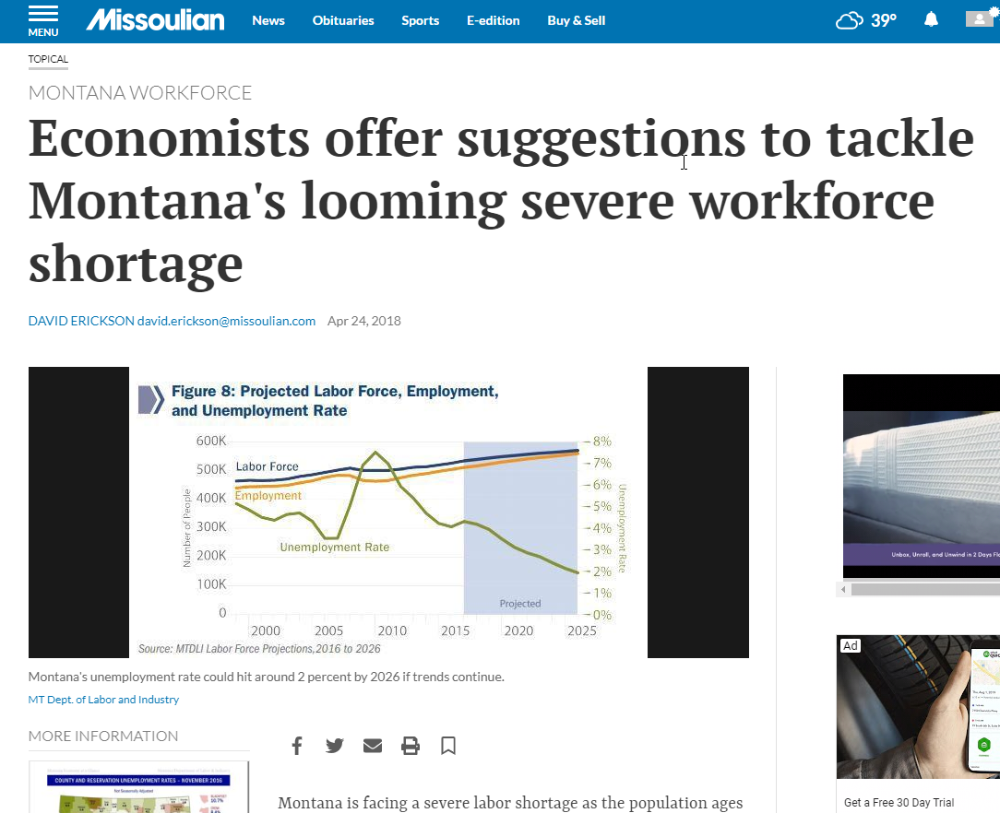 MENU
Missoulian
News
Obituaries
Sports
E-edition
Buy & Sell
39°
TOPICAL
MONTANA WORKFORCE
Economists offer suggestions to tackle
Montana's looming severe workforce
shortage
DAVID ERICKSON david.erickson@missoulian.com Apr 24, 2018
Figure 8: Projected Labor Force, Employment,
and Unemployment Rate
600K
500K
400K
300K
200K
100K
0
Number of People
Labor Force
Employment
Unemployment Rate
Projected
8%
7%
6%
5%
4%
3%
2%
1%
0%
Unemployment Rate
2000 2005 2010 2015 2020 2025
Source: MTDLI Labor Force Projections,2016 to 2026
Montana's unemployment rate could hit around 2 percent by 2026 if trends continue.
MT Dept. of Labor and Industry
MORE INFORMATION
COUNTY AND RESERVATION UNEMPLOYMENT RATES – NOVEMBER 2016
Not Seasonally Adjusted
Montana is facing a severe labor shortage as the population ages
Unbox, Unroll, and Unwind in 2 Days
Ad
Get a Free 30 Day Trial